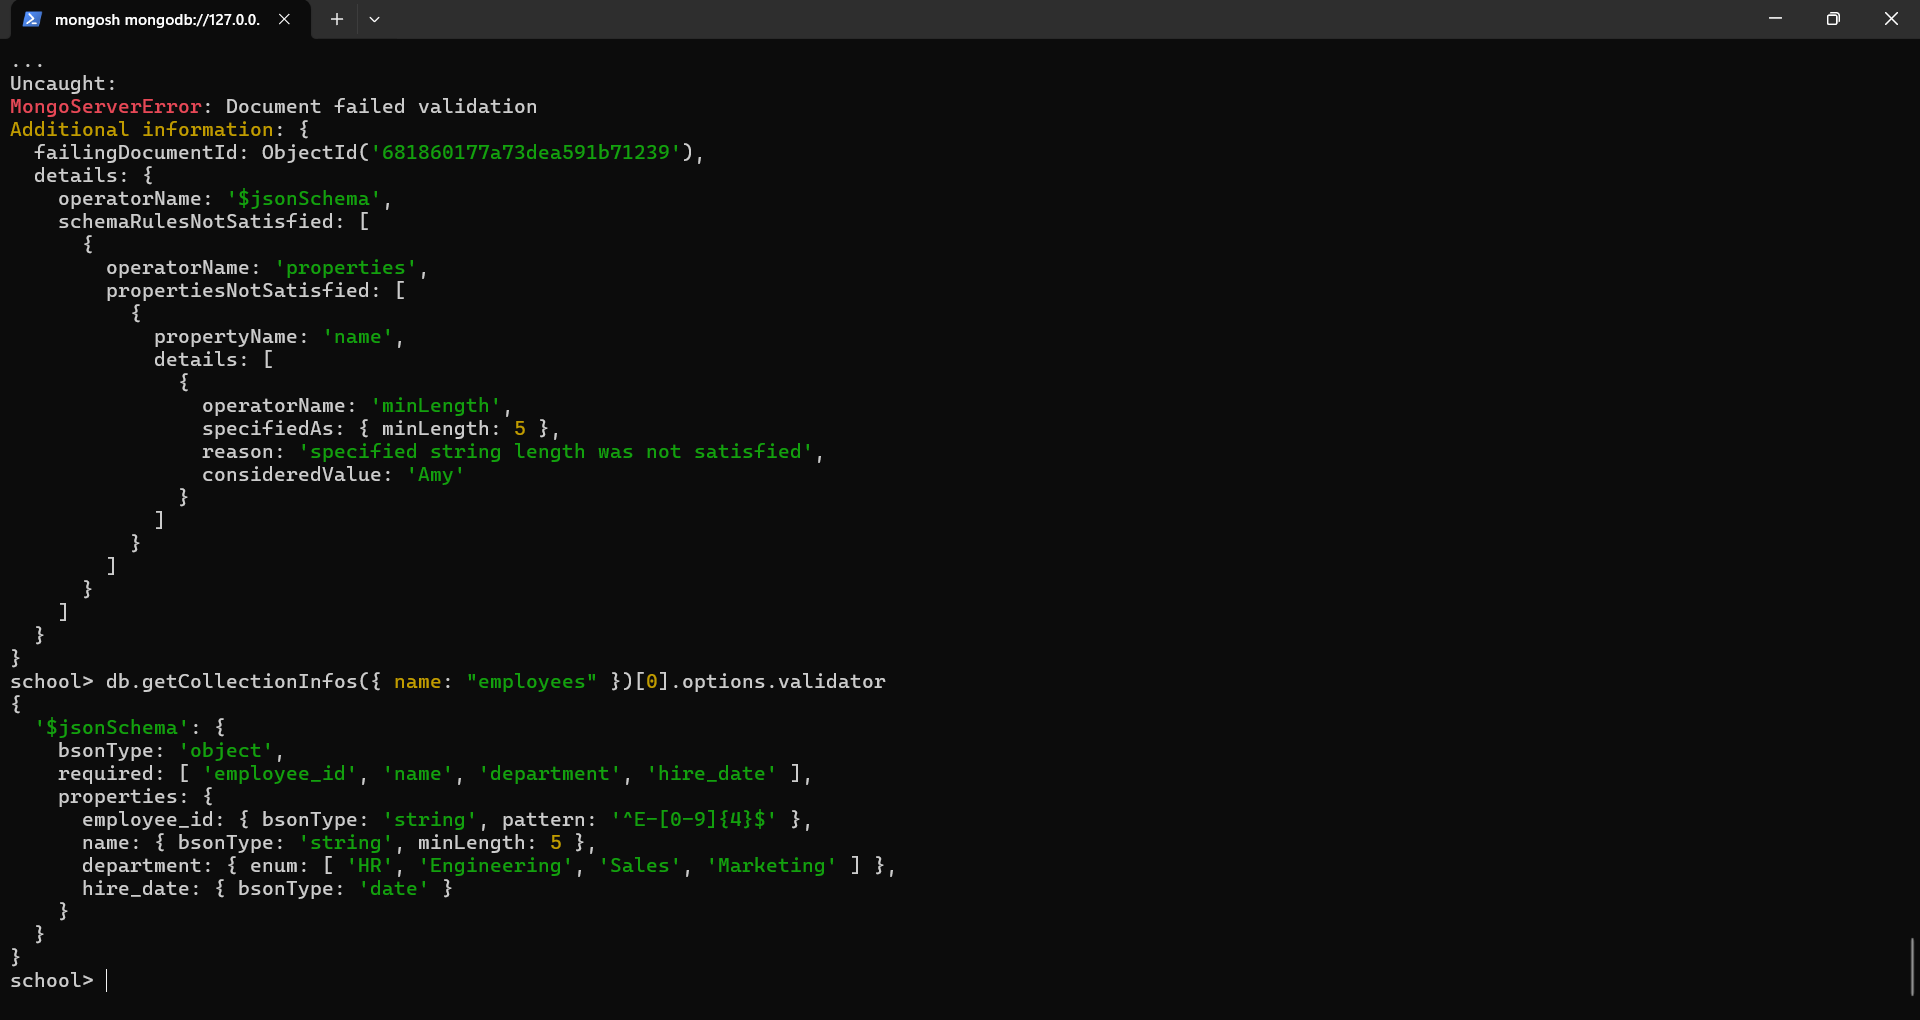 mongosh mongodb://127.0.0.
...
Uncaught:
MongoServerError: Document failed validation
Additional information: {
  failingDocumentId: ObjectId('681860177a73dea591b71239'),
  details: {
    operatorName: '$jsonSchema',
    schemaRulesNotSatisfied: [
      {
        operatorName: 'properties',
        propertiesNotSatisfied: [
          {
            propertyName: 'name',
            details: [
              {
                operatorName: 'minLength',
                specifiedAs: { minLength: 5 },
                reason: 'specified string length was not satisfied',
                consideredValue: 'Amy'
              }
            ]
          }
        ]
      }
    ]
  }
}
school> db.getCollectionInfos({ name: "employees" })[0].options.validator
{
  '$jsonSchema': {
    bsonType: 'object',
    required: [ 'employee_id', 'name', 'department', 'hire_date' ],
    properties: {
      employee_id: { bsonType: 'string', pattern: '^E-[0-9]{4}$' },
      name: { bsonType: 'string', minLength: 5 },
      department: { enum: [ 'HR', 'Engineering', 'Sales', 'Marketing' ] },
      hire_date: { bsonType: 'date' }
    }
  }
}
school>